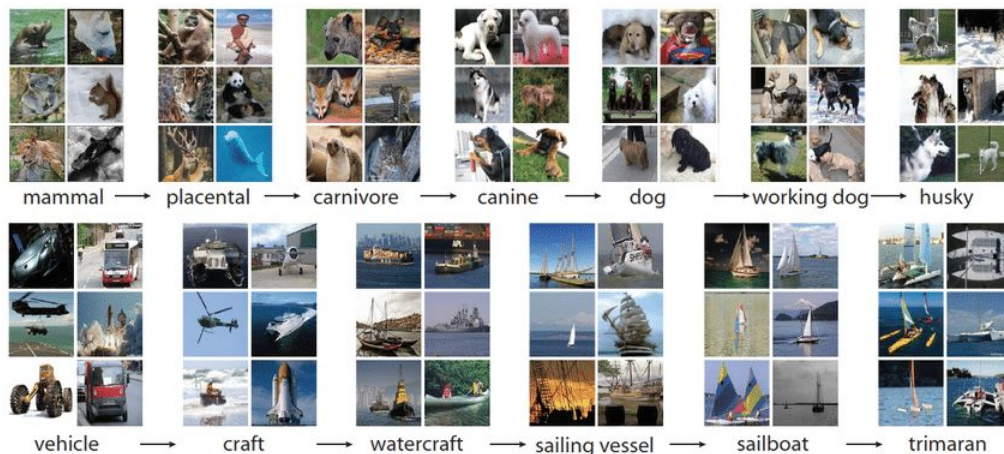 mammal → placental → carnivore → canine → dog → working dog → husky
vehicle → craft → watercraft → sailing vessel → sailboat → trimaran